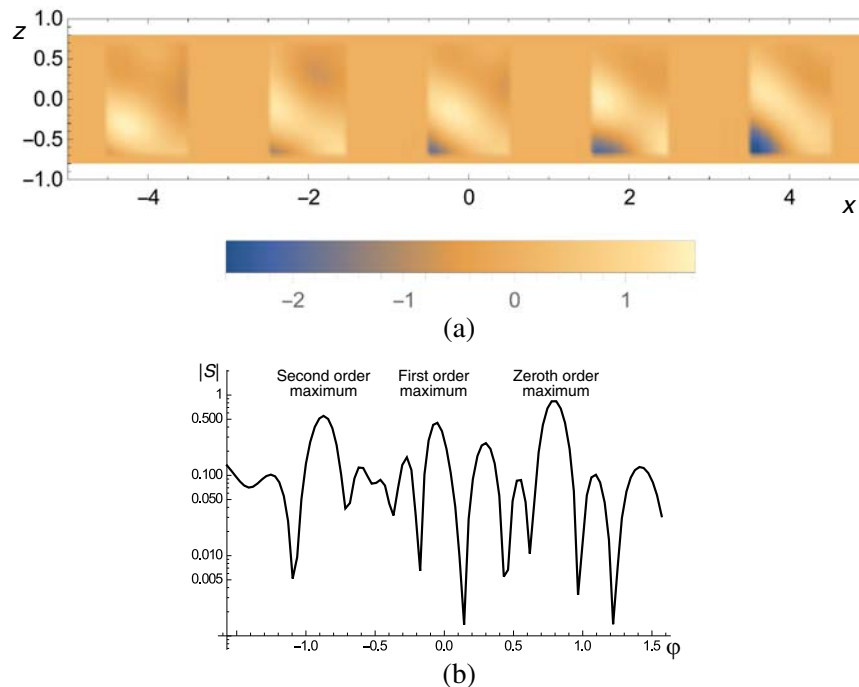 z
1.0
0.5
0.0
-0.5
-1.0
-4 -2 0 2 4 x
-2 -1 0 1
(a)
|S|
Second order maximum
First order maximum
Zeroth order maximum
1
0.500
0.100
0.050
0.010
0.005
-1.0 -0.5 0.0 0.5 1.0 1.5 φ
(b)